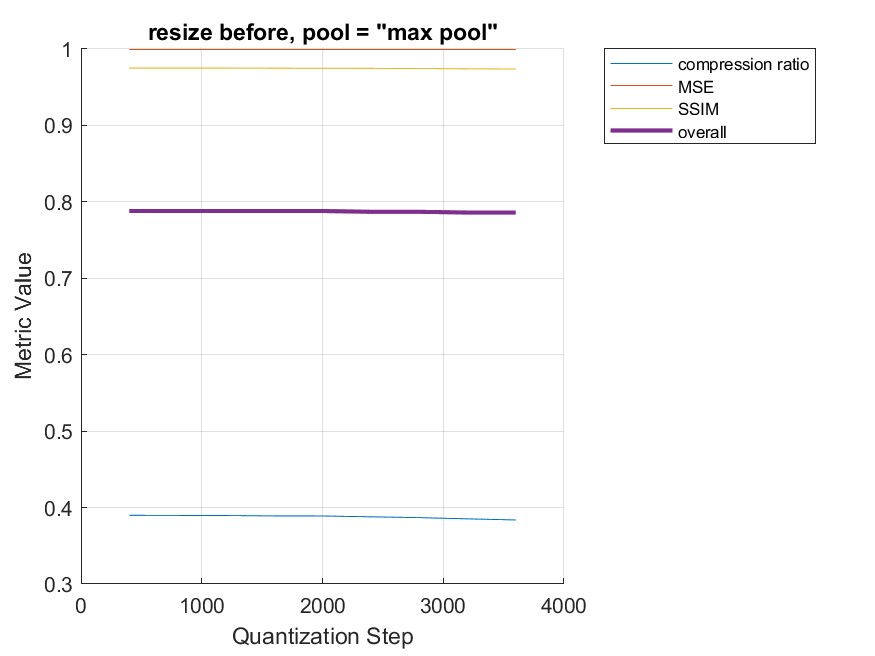 resize before, pool = "max pool"
compression ratio
MSE
SSIM
overall
Metric Value
1
0.9
0.8
0.7
0.6
0.5
0.4
0.3
0
1000
2000
3000
4000
Quantization Step